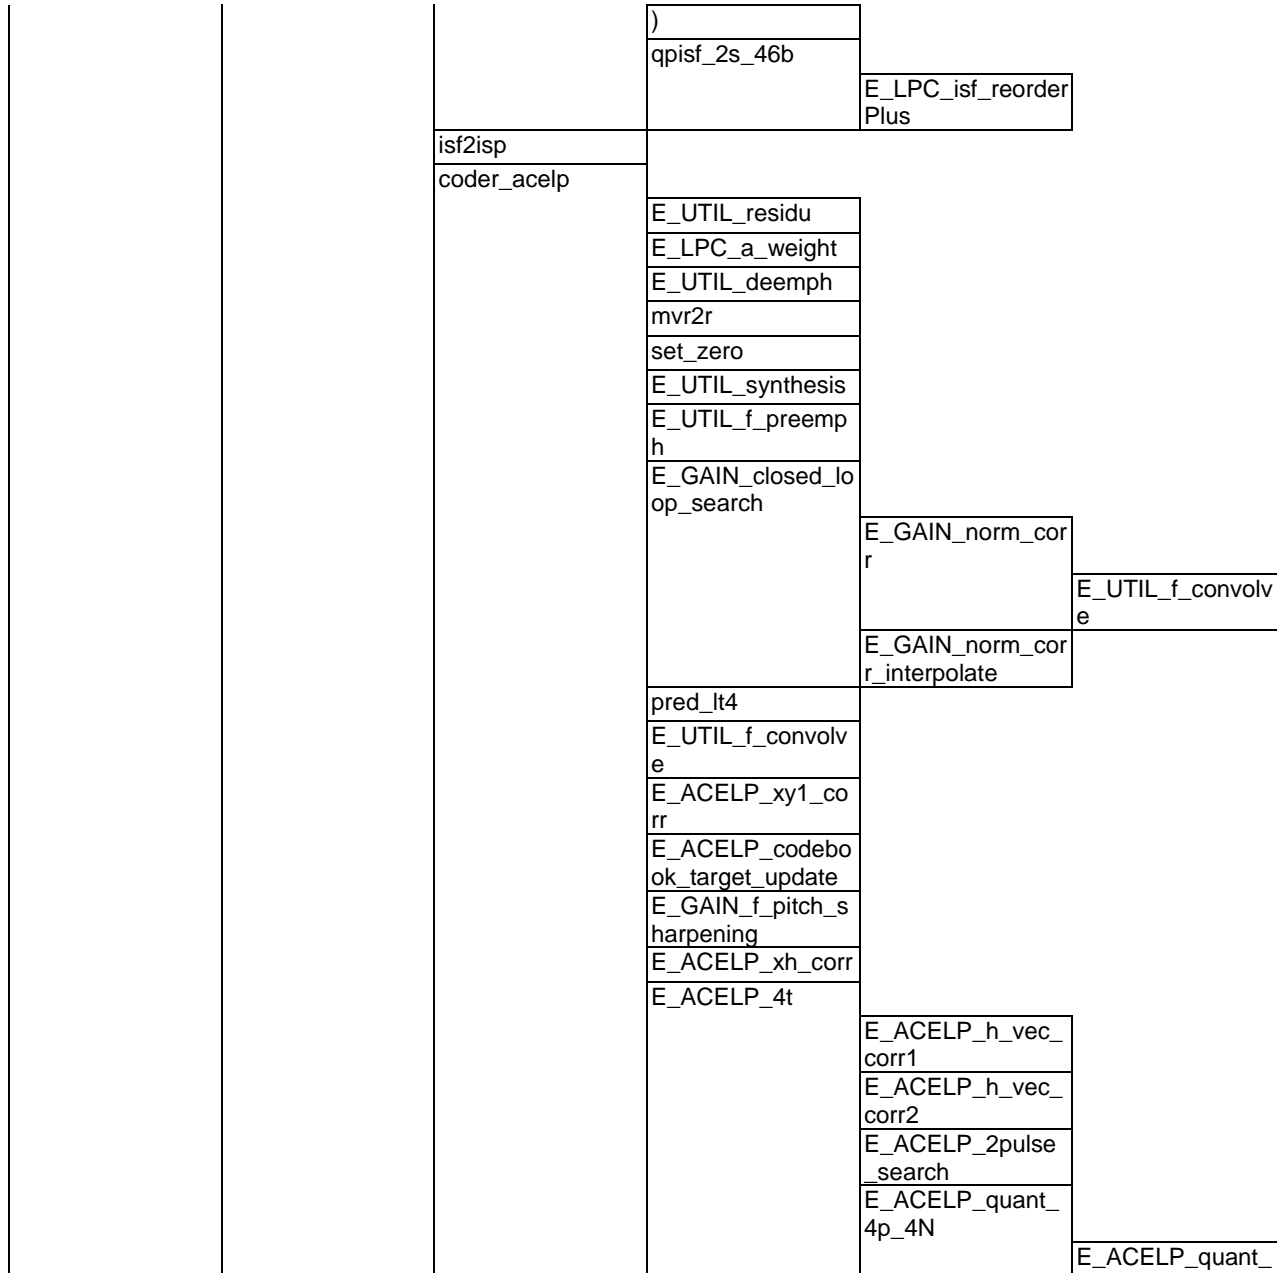 )
qpisf_2s_46b
E_LPC_isf_reorder
Plus
isf2isp
coder_acelp
E_UTIL_residu
E_LPC_a_weight
E_UTIL_deemph
mvr2r
set_zero
E_UTIL_synthesis
E_UTIL_f_preemp
h
E_GAIN_closed_lo
op_search
E_GAIN_norm_cor
r
E_UTIL_f_convolv
e
E_GAIN_norm_cor
r_interpolate
pred_lt4
E_UTIL_f_convolv
e
E_ACELP_xy1_co
rr
E_ACELP_codebo
ok_target_update
E_GAIN_f_pitch_s
harpening
E_ACELP_xh_corr
E_ACELP_4t
E_ACELP_h_vec_
corr1
E_ACELP_h_vec_
corr2
E_ACELP_2pulse
_search
E_ACELP_quant_
4p_4N
E_ACELP_quant_